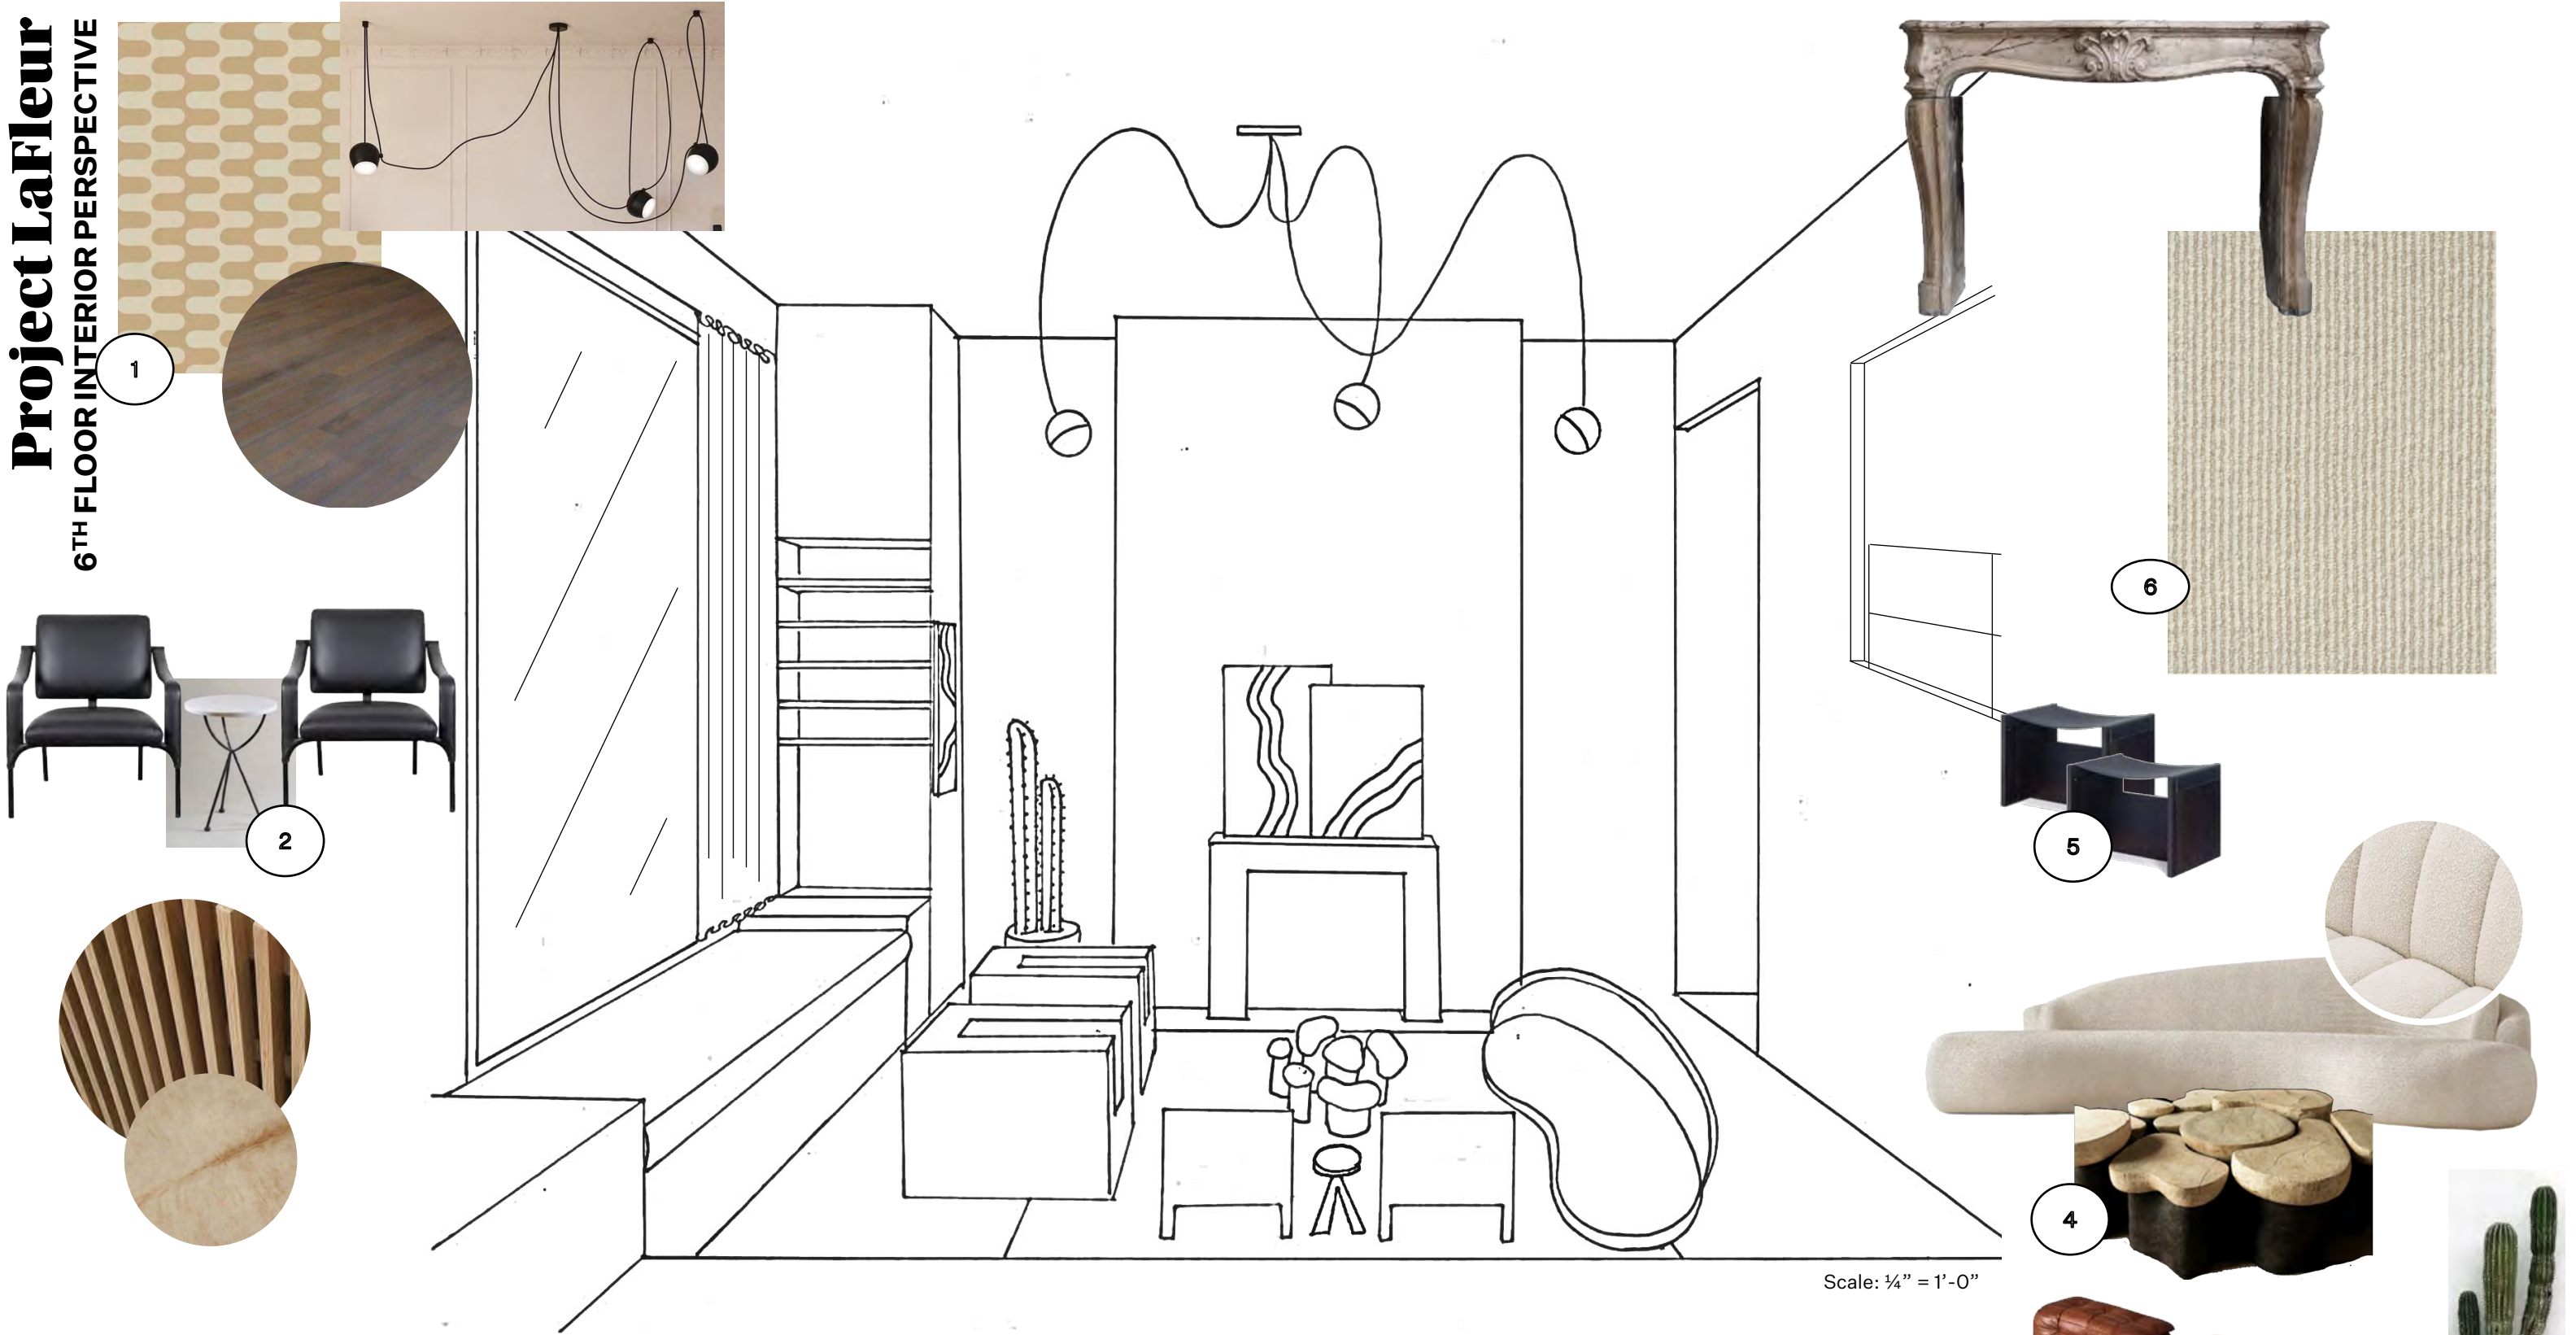 Project LaFleur
6TH FLOOR INTERIOR PERSPECTIVE
1
2
6
5
4
Scale: ¼” = 1’-0”